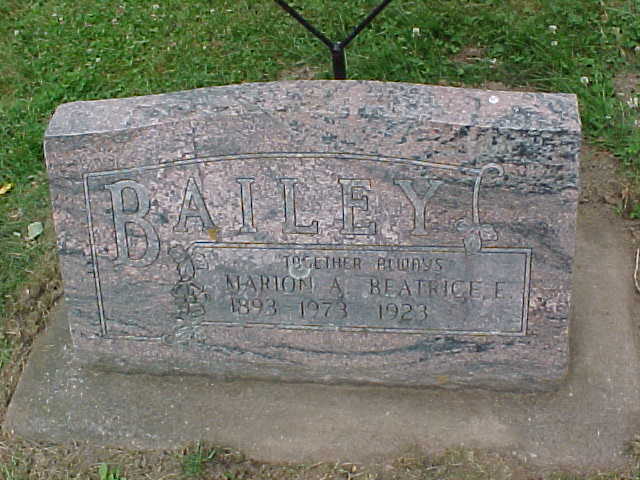 BAILEY
"TOGETHER ALWAYS"
MARION A. BEATRICE E.
1893 1973 1923